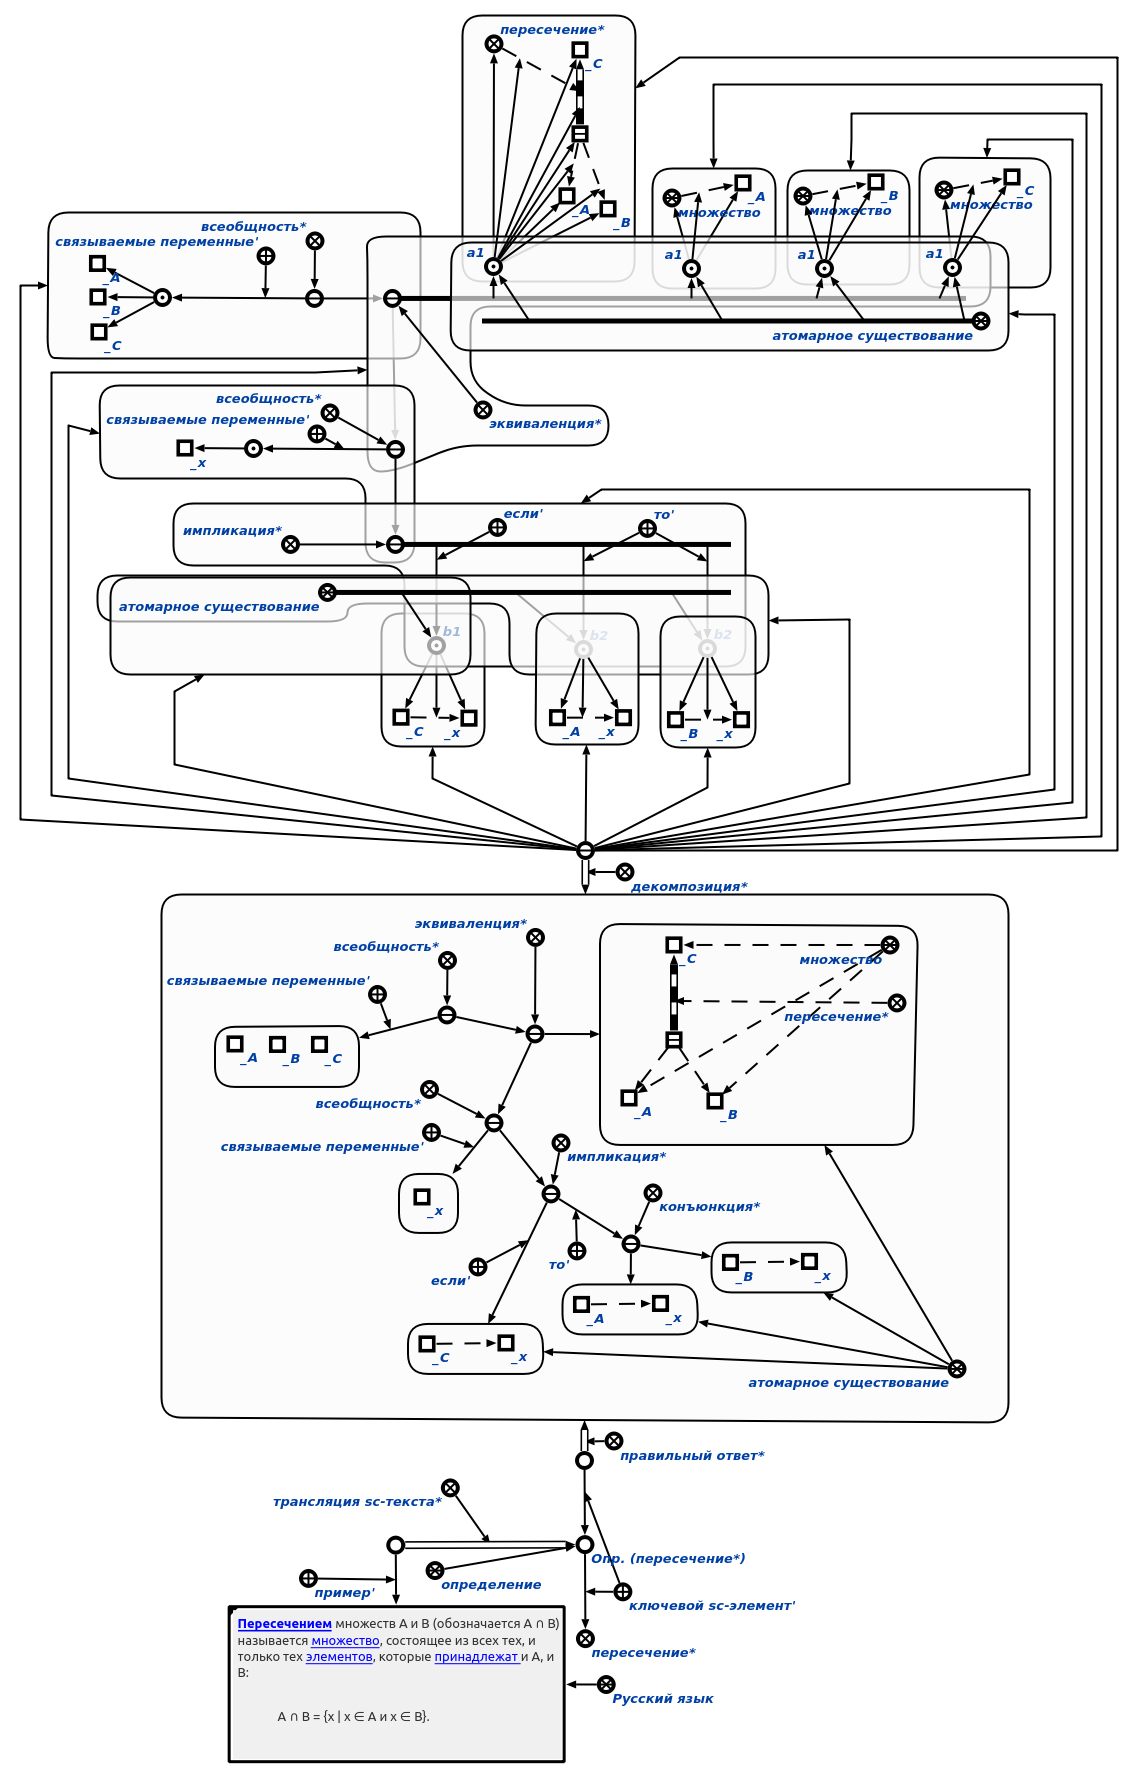 пересечение*
_C
_A
_B
_A
множество
_B
множество
_C
множество
всеобщность*
связываемые переменные'
_A
_B
_C
a1
a1
a1
a1
атомарное существование
всеобщность*
связываемые переменные'
_x
эквиваленция*
если'
то'
импликация*
атомарное существование
b1
b2
b2
_C
_x
_A
_x
_B
_x
декомпозиция*
эквиваленция*
всеобщность*
связываемые переменные'
_A
_B
_C
_C
множество
пересечение*
_A
_B
всеобщность*
связываемые переменные'
_x
импликация*
конъюнкция*
если'
то'
_B
_x
_A
_x
_C
_x
атомарное существование
правильный ответ*
трансляция sc-текста*
Опр. (пересечение*)
определение
пример'
ключевой sc-элемент'
Пересечением множеств A и B (обозначается A ∩ B)
называется множество, состоящее из всех тех, и
только тех элементов, которые принадлежат и A, и
B:
A ∩ B = {x | x ∈ A и x ∈ B}.
пересечение*
Русский язык